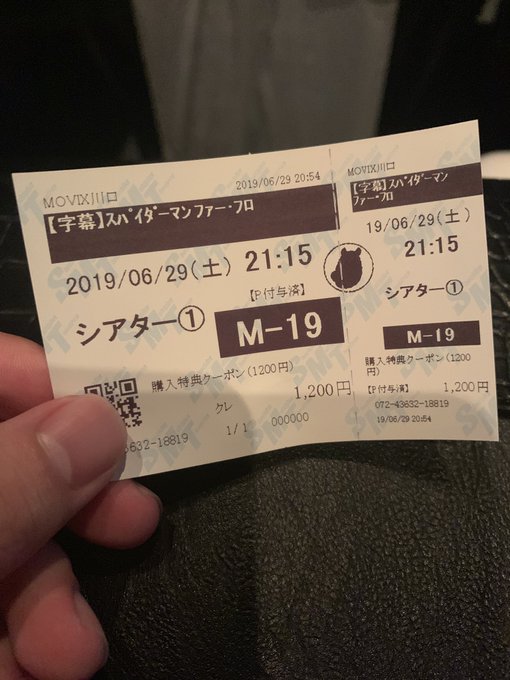 MOVIX川口
2019/06/29 20:54
【字幕】スパイダーマンファー・フロ
2019/06/29(土) 21:15
【P付与済】
シアター① M-19
購入特典クーポン(1200円)
1,200円
クレ
1/1 000000
3632-18819
MOVIX川口
【字幕】スパイダーマン
ファー・フロ
19/06/29(土)
21:15
シアター①
M-19
購入特典クーポン(1200
円)
【P付与済】 1,200円
072-43632-18819
19/06/29 20:54